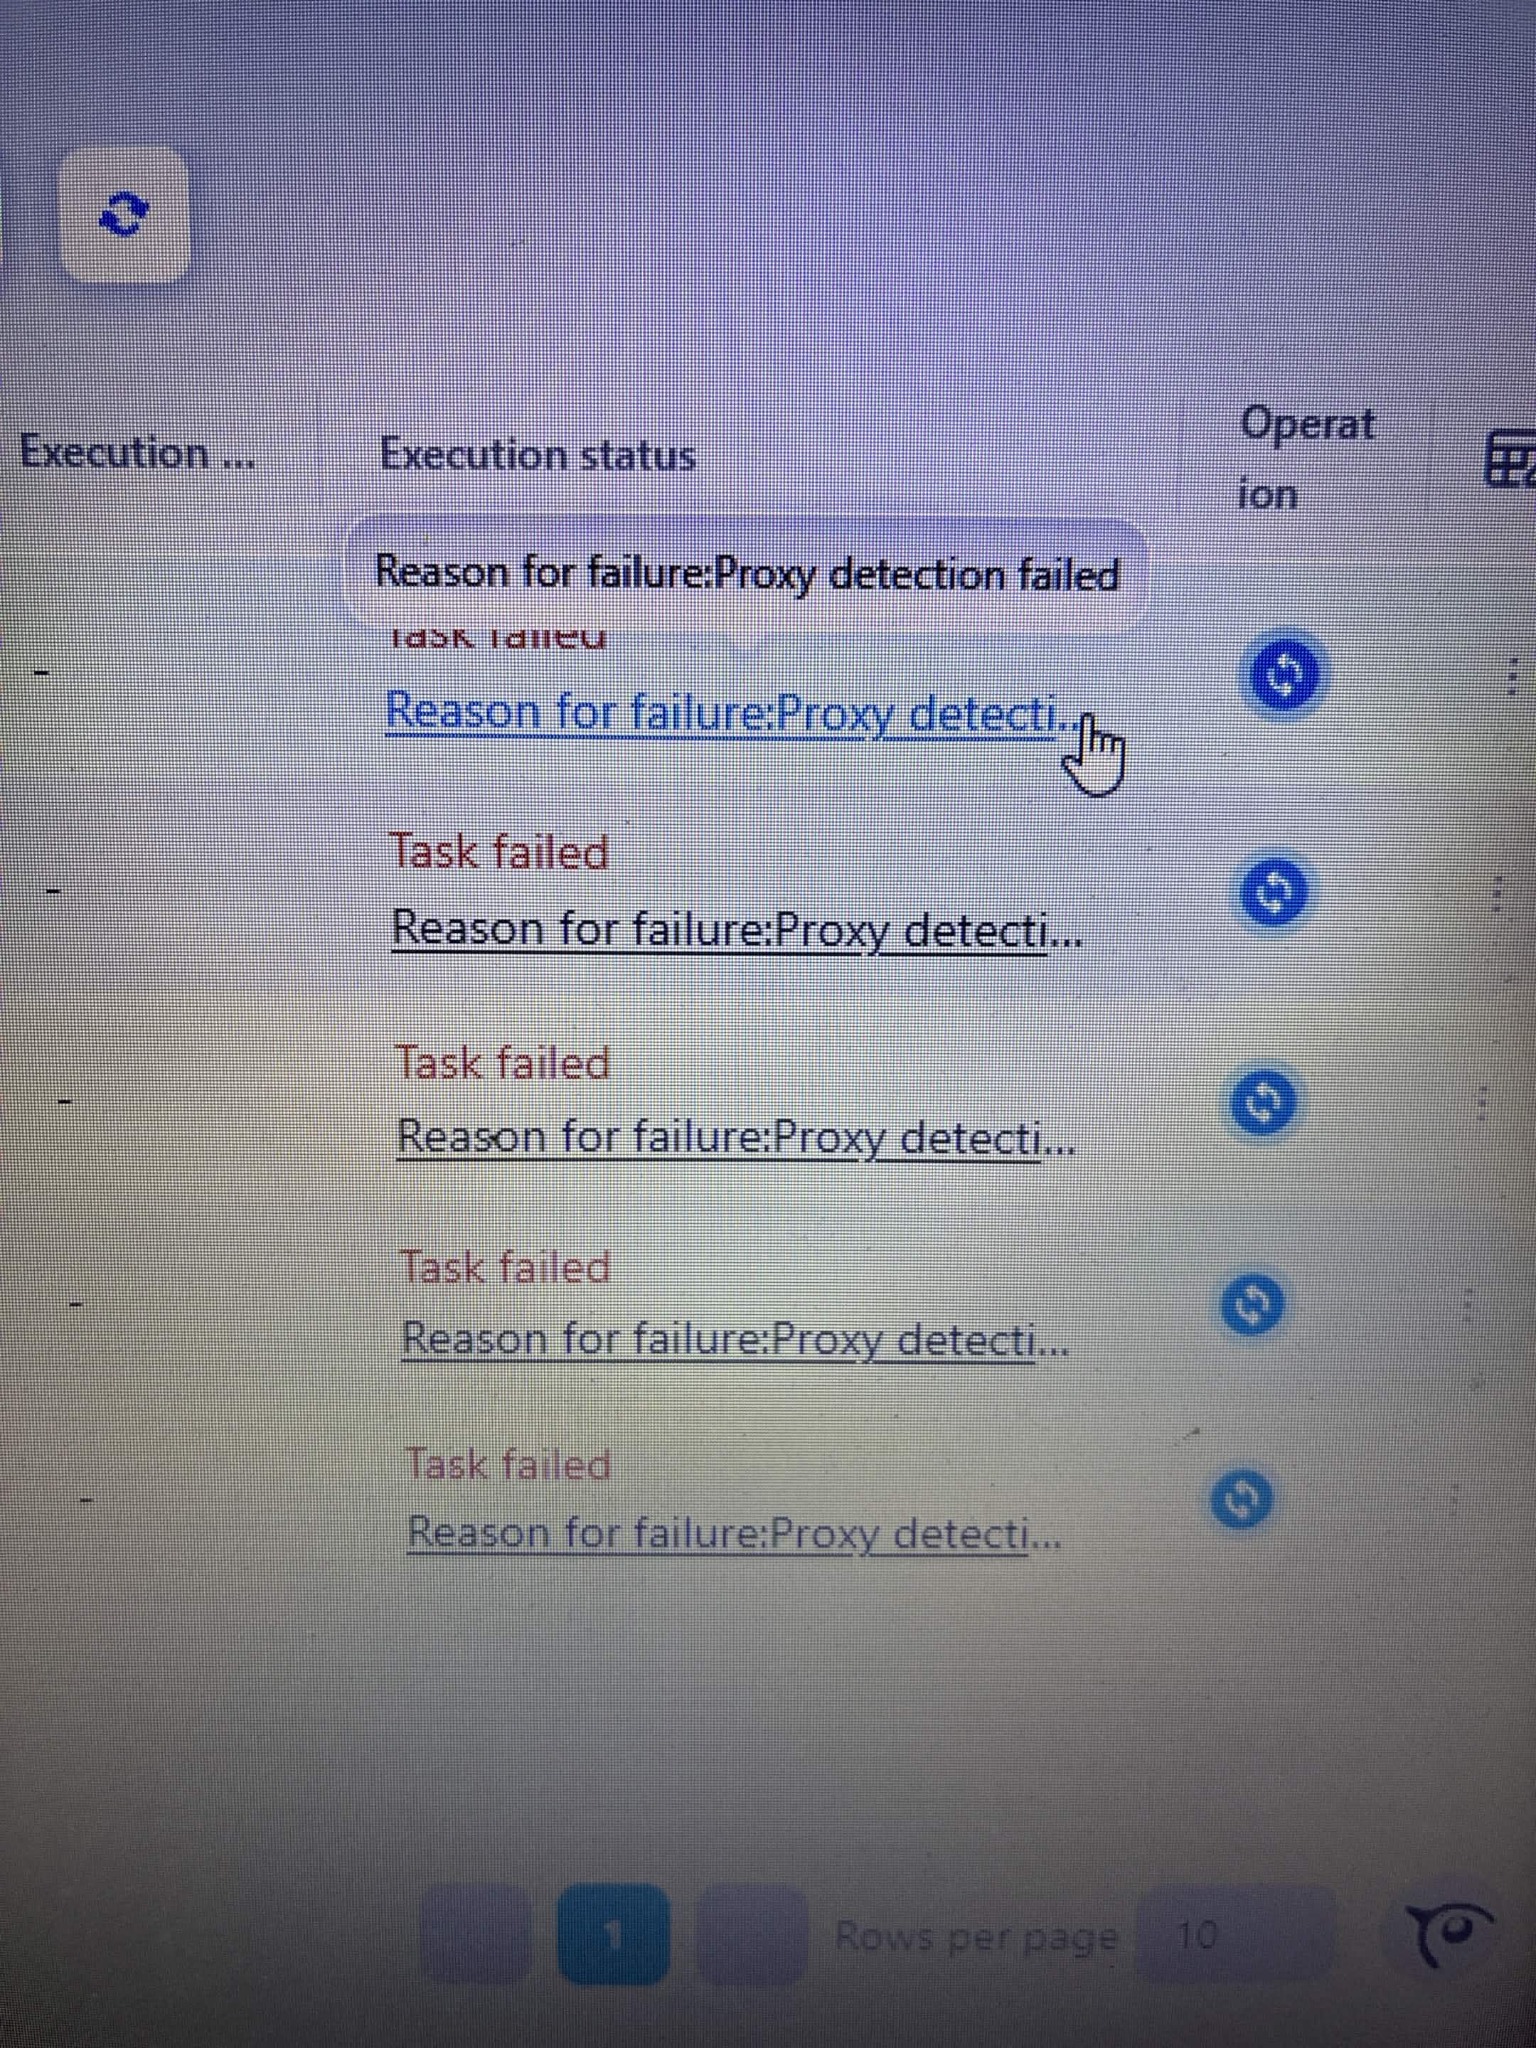 Execution ...
Execution status
Operat
ion
Reason for failure:Proxy detection failed
Task failed
Reason for failure:Proxy detecti...
Task failed
Reason for failure:Proxy detecti...
Task failed
Reason for failure:Proxy detecti...
Task failed
Reason for failure:Proxy detecti...
Task failed
Reason for failure:Proxy detecti...
1
Rows per page
10